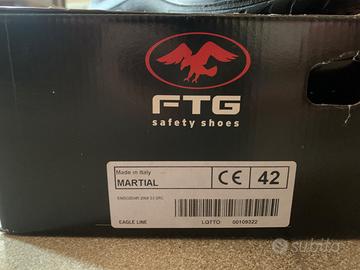 FTG
safety shoes
Made in Italy
MARTIAL
CE 42
EAGLE LINE
LOTTO 00109322
subito